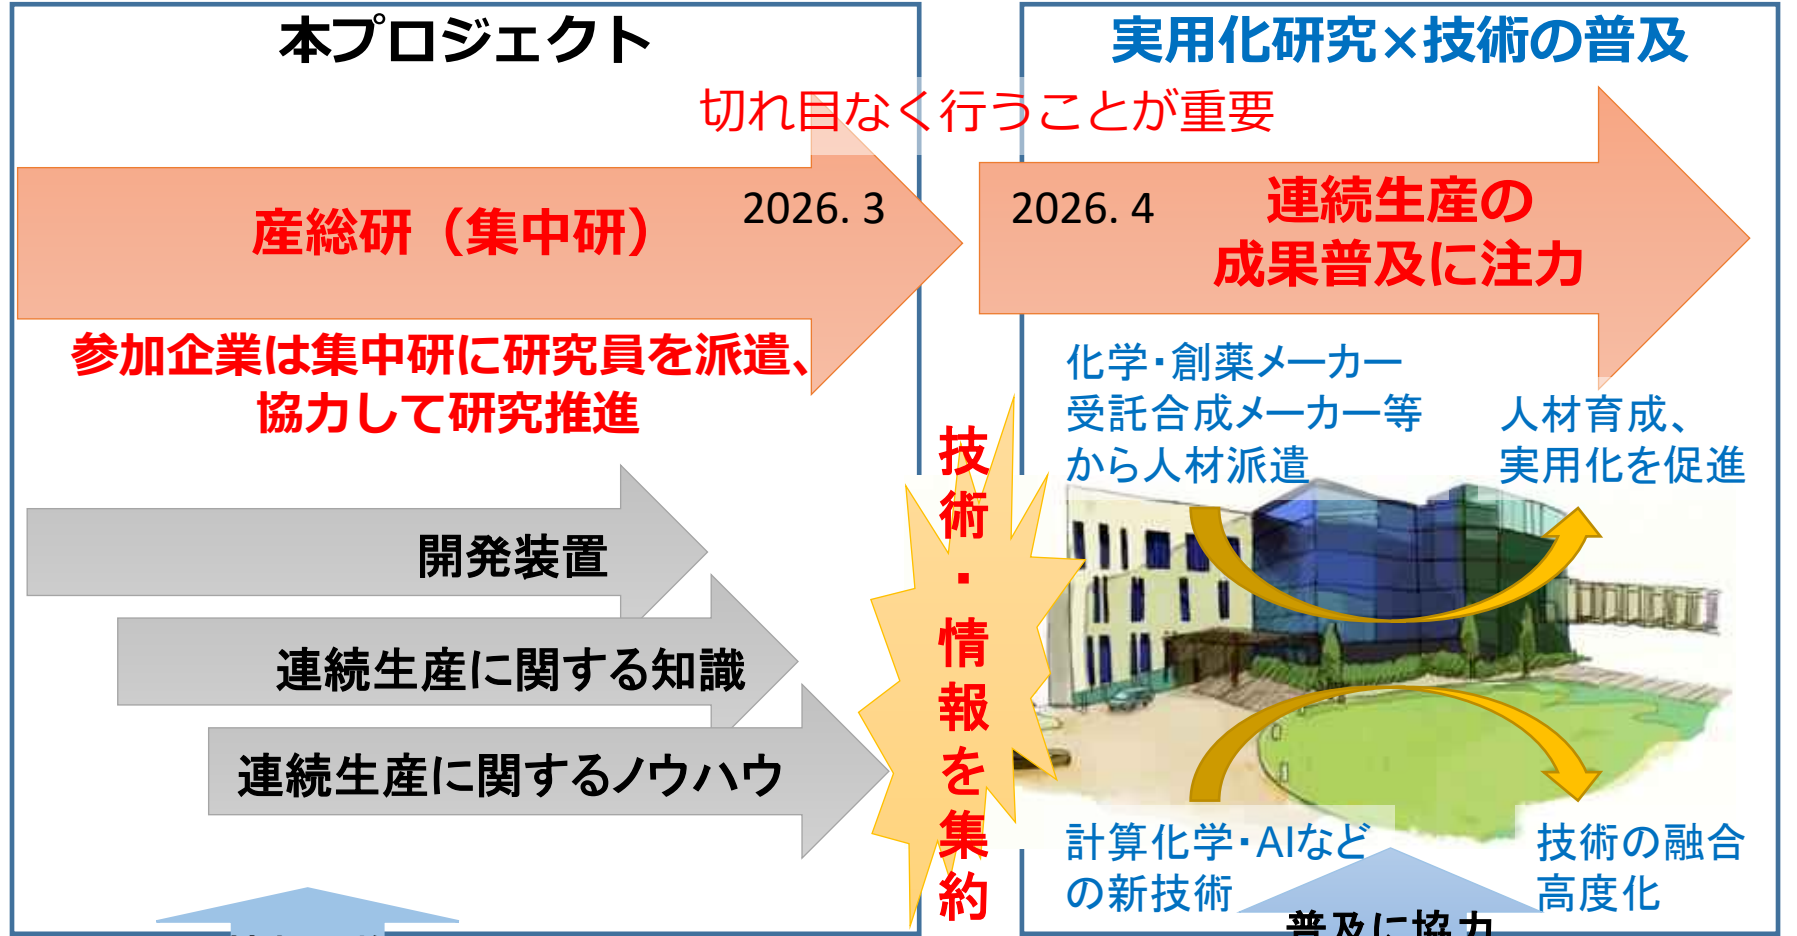 本プロジェクト
実用化研究×技術の普及
切れ目なく行うことが重要
産総研（集中研）
2026. 3
2026. 4
連続生産の
成果普及に注力
参加企業は集中研に研究員を派遣、
協力して研究推進
開発装置
連続生産に関する知識
連続生産に関するノウハウ
技術・情報を集約
化学・創薬メーカー
受託合成メーカー等
から人材派遣
人材育成、
実用化を促進
計算化学・AIなど
の新技術
技術の融合
高度化
普及に協力